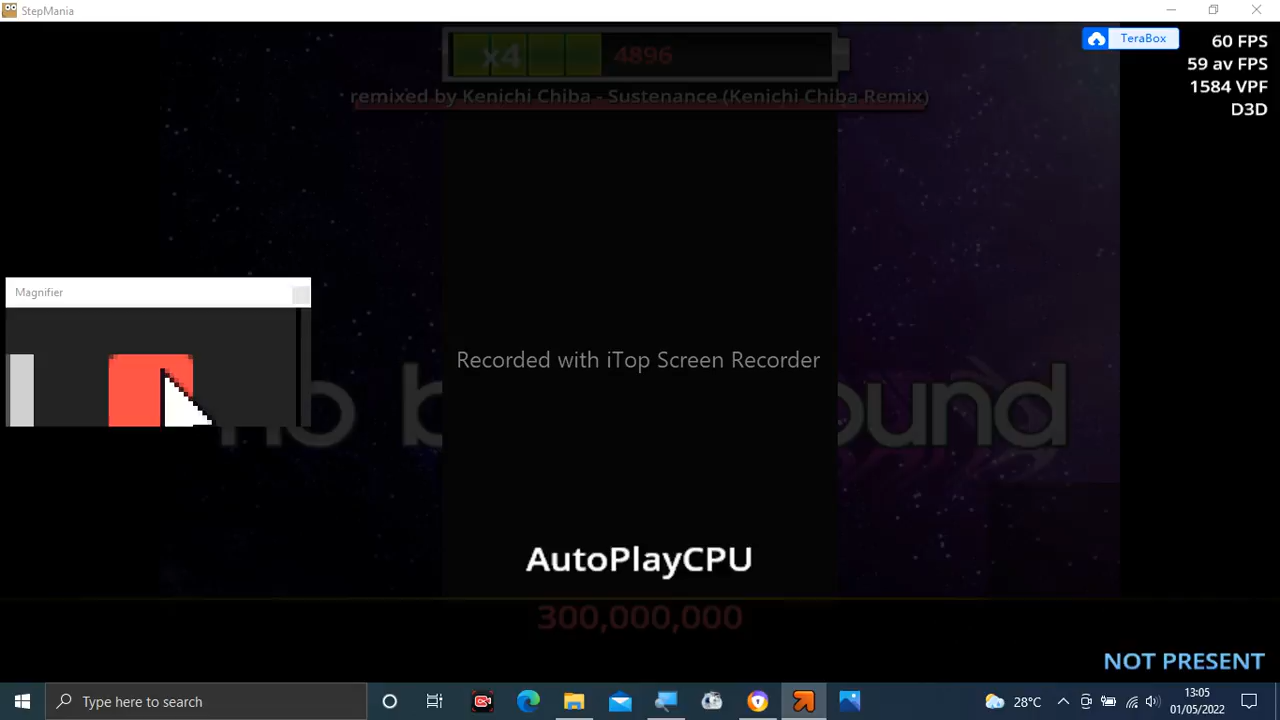 StepMania
TeraBox
60 FPS
59 av FPS
1584 VPF
D3D
x4
4896
remixed by Kenichi Chiba - Sustenance (Kenichi Chiba Remix)
Magnifier
Recorded with iTop Screen Recorder
no b
ound
AutoPlayCPU
300,000,000
NOT PRESENT
Type here to search
28°C
13:05
01/05/2022